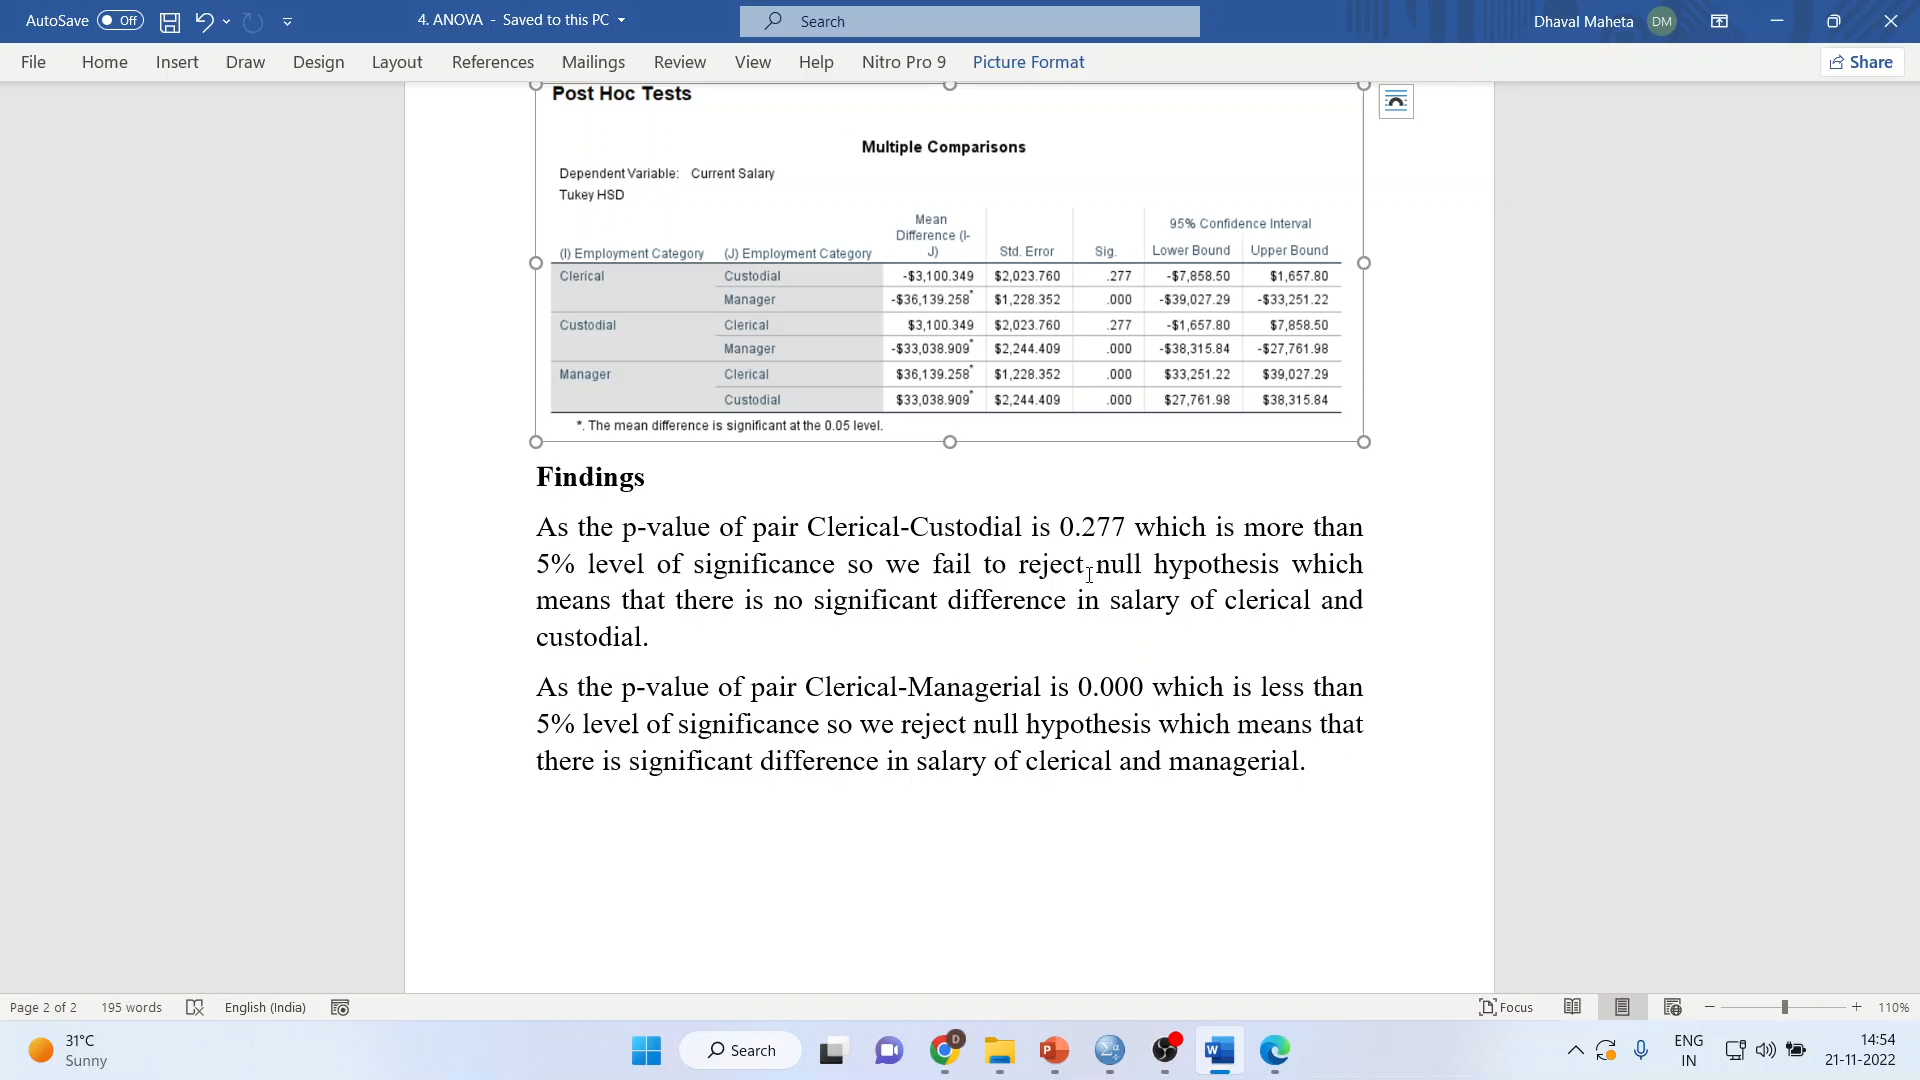 AutoSave Off 4. ANOVA - Saved to this PC Search Dhaval Maheta DM
File Home Insert Draw Design Layout References Mailings Review View Help Nitro Pro 9 Picture Format Share
Post Hoc Tests
Multiple Comparisons
Dependent Variable: Current Salary
Tukey HSD
(I) Employment Category (J) Employment Category Mean Difference (I-J) Std. Error Sig. 95% Confidence Interval Lower Bound Upper Bound
Clerical Custodial -$3,100.349 $2,023.760 .277 -$7,858.50 $1,657.80
Manager -$36,139.258* $1,228.352 .000 -$39,027.29 -$33,251.22
Custodial Clerical $3,100.349 $2,023.760 .277 -$1,657.80 $7,858.50
Manager -$33,038.909* $2,244.409 .000 -$38,315.84 -$27,761.98
Manager Clerical $36,139.258* $1,228.352 .000 $33,251.22 $39,027.29
Custodial $33,038.909* $2,244.409 .000 $27,761.98 $38,315.84
*. The mean difference is significant at the 0.05 level.
Findings
As the p-value of pair Clerical-Custodial is 0.277 which is more than
5% level of significance so we fail to reject null hypothesis which
means that there is no significant difference in salary of clerical and
custodial.
As the p-value of pair Clerical-Managerial is 0.000 which is less than
5% level of significance so we reject null hypothesis which means that
there is significant difference in salary of clerical and managerial.
Page 2 of 2 195 words English (India) Focus 110%
31°C
Sunny
Search
ENG
IN
14:54
21-11-2022